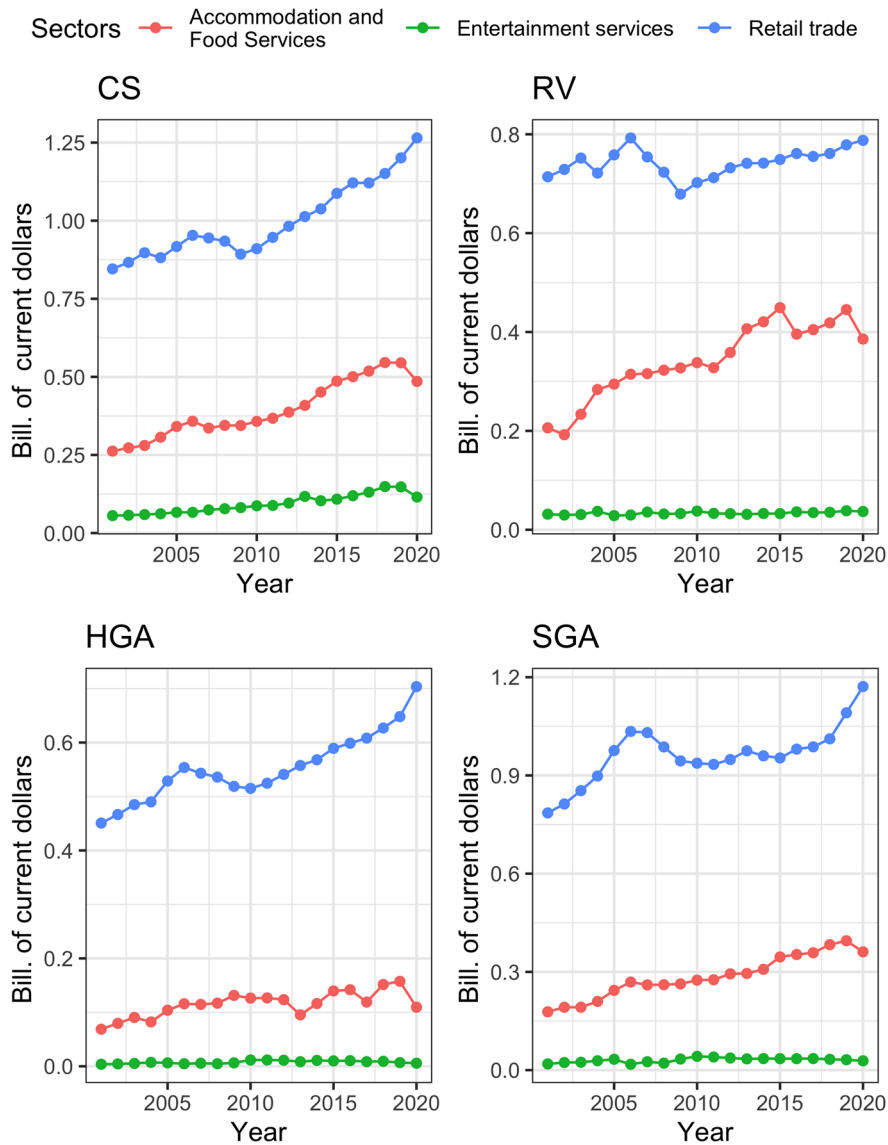 Sectors
Accommodation and
Food Services
Entertainment services
Retail trade
CS
Bill. of  current dollars
1.25
1.00
0.75
0.50
0.25
0.00
2005 2010 2015 2020
Year
RV
Bill. of current dollars
0.8
0.6
0.4
0.2
0.0
2005 2010 2015 2020
Year
HGA
Bill. of current dollars
0.6
0.4
0.2
0.0
2005 2010 2015 2020
Year
SGA
Bill. of current dollars
1.2
0.9
0.6
0.3
0.0
2005 2010 2015 2020
Year